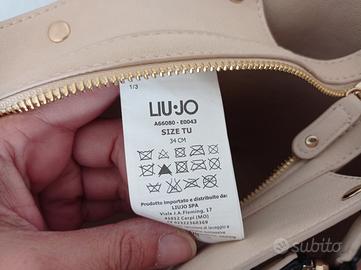 1/3
LIU·JO
A66080 - E0043
SIZE TU
34 CM
Prodotto importato e distribuito da
LIUJO SPA
Viale J.A.Fleming, 17
41012 Carpi (MO)
subito